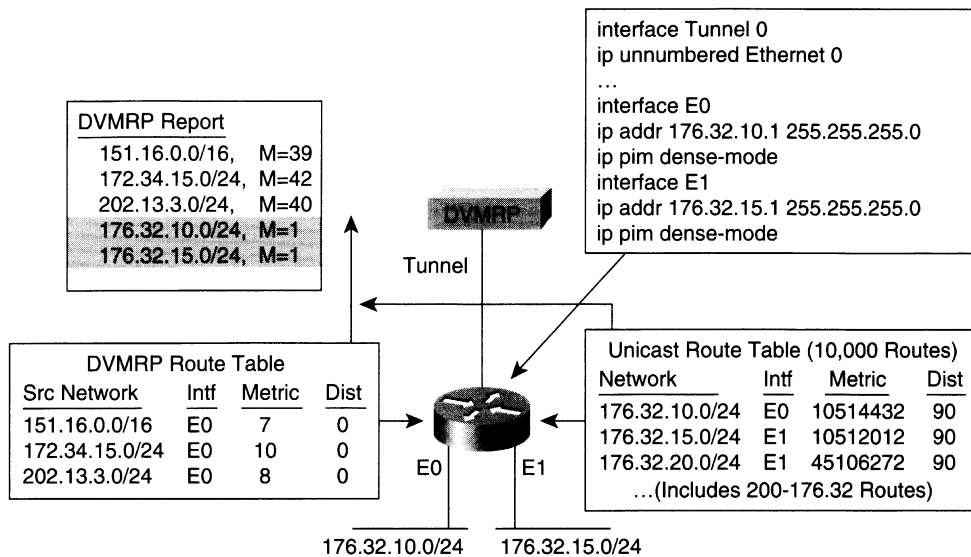 interface Tunnel 0
ip unnumbered Ethernet 0
...
interface E0
ip addr 176.32.10.1 255.255.255.0
ip pim dense-mode
interface E1
ip addr 176.32.15.1 255.255.255.0
ip pim dense-mode
DVMRP Report
151.16.0.0/16, M=39
172.34.15.0/24, M=42
202.13.3.0/24, M=40
176.32.10.0/24, M=1
176.32.15.0/24, M=1
DVMRP
Tunnel
DVMRP Route Table
Src Network Intf Metric Dist
151.16.0.0/16 E0 7 0
172.34.15.0/24 E0 10 0
202.13.3.0/24 E0 8 0
Unicast Route Table (10,000 Routes)
Network Intf Metric Dist
176.32.10.0/24 E0 10514432 90
176.32.15.0/24 E1 10512012 90
176.32.20.0/24 E1 45106272 90
...(Includes 200-176.32 Routes)
E0 E1
176.32.10.0/24 176.32.15.0/24